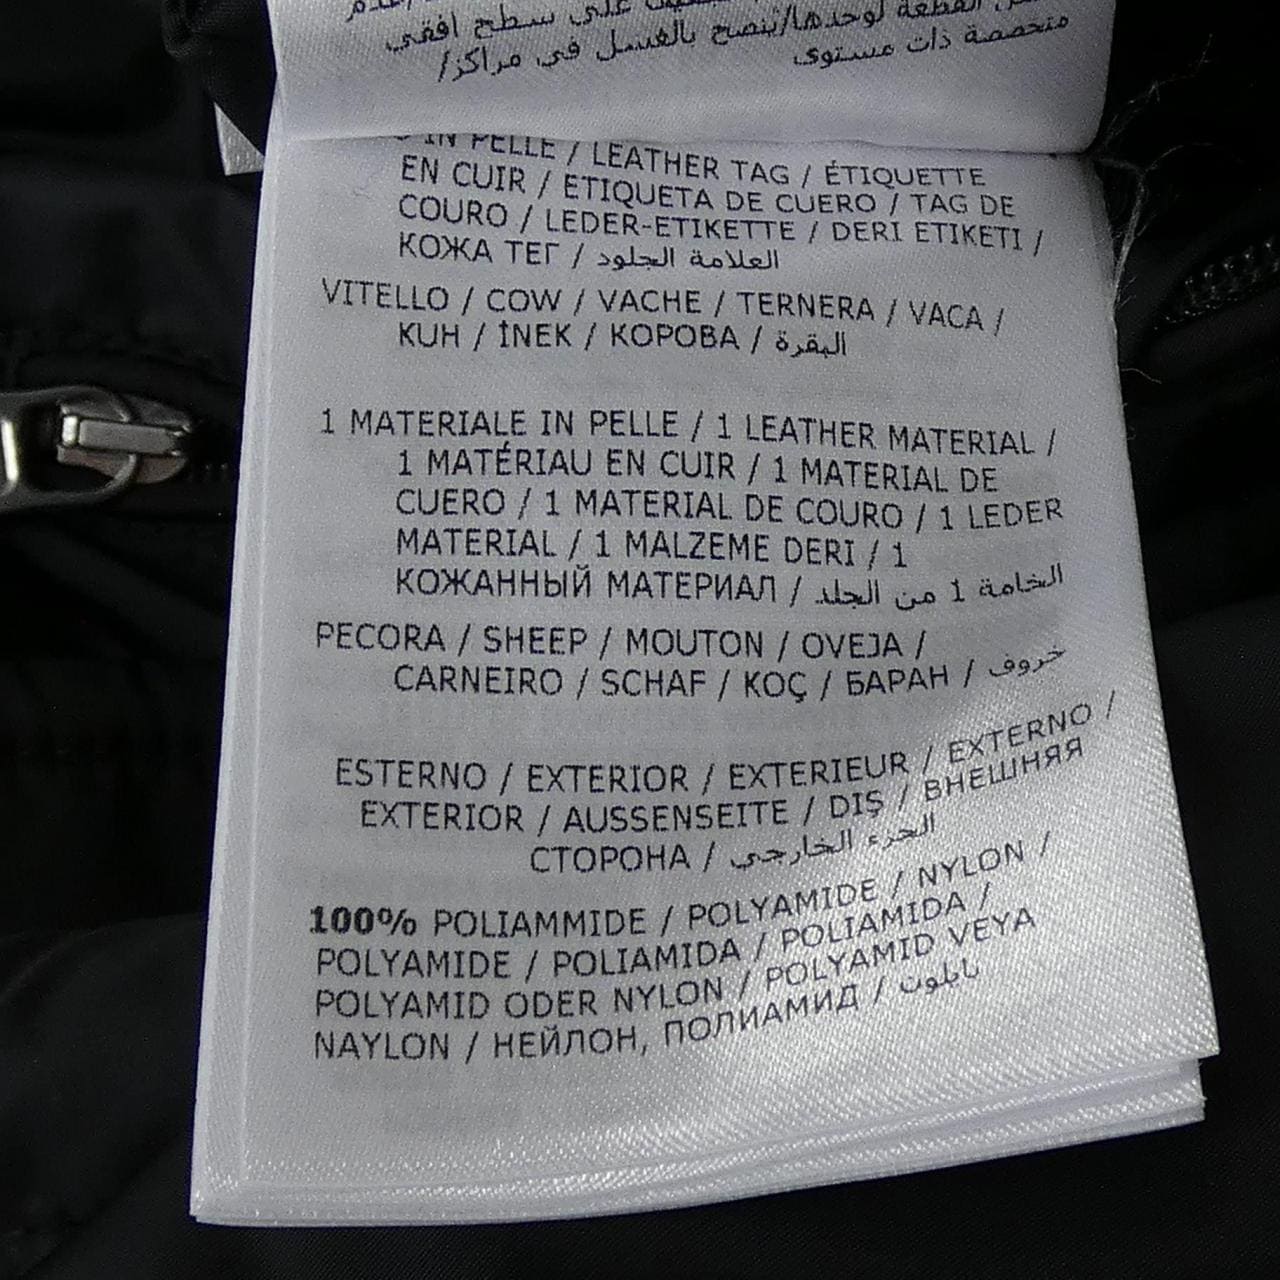 على سطح افقي
القطعة لوحدها/ينصح بالغسل في مراكز/
متخصصة ذات مستوى
IN PELLE / LEATHER TAG / ÉTIQUETTE
EN CUIR / ETIQUETA DE CUERO / TAG DE
COURO / LEDER-ETIKETTE / DERI ETIKETI /
КОЖА ТЕГ / العلامة الجلود
VITELLO / COW / VACHE / TERNERA / VACA /
KUH / İNEK / КОРОВА / البقرة
1 MATERIALE IN PELLE / 1 LEATHER MATERIAL /
1 MATÉRIAU EN CUIR / 1 MATERIAL DE
CUERO / 1 MATERIAL DE COURO / 1 LEDER
MATERIAL / 1 MALZEME DERI / 1
КОЖАННЫЙ МАТЕРИАЛ / الخامة 1 من الجلد
PECORA / SHEEP / MOUTON / OVEJA /
CARNEIRO / SCHAF / KOÇ / БАРАН / خروف
ESTERNO / EXTERIOR / EXTERIEUR / EXTERNO /
EXTERIOR / AUSSENSEITE / DIŞ / ВНЕШНЯЯ
СТОРОНА / الجزء الخارجي
100% POLIAMMIDE / POLYAMIDE / NYLON /
POLYAMIDE / POLIAMIDA / POLIAMIDA /
POLYAMID ODER NYLON / POLYAMID VEYA
NAYLON / НЕЙЛОН, ПОЛИАМИД / نايلون